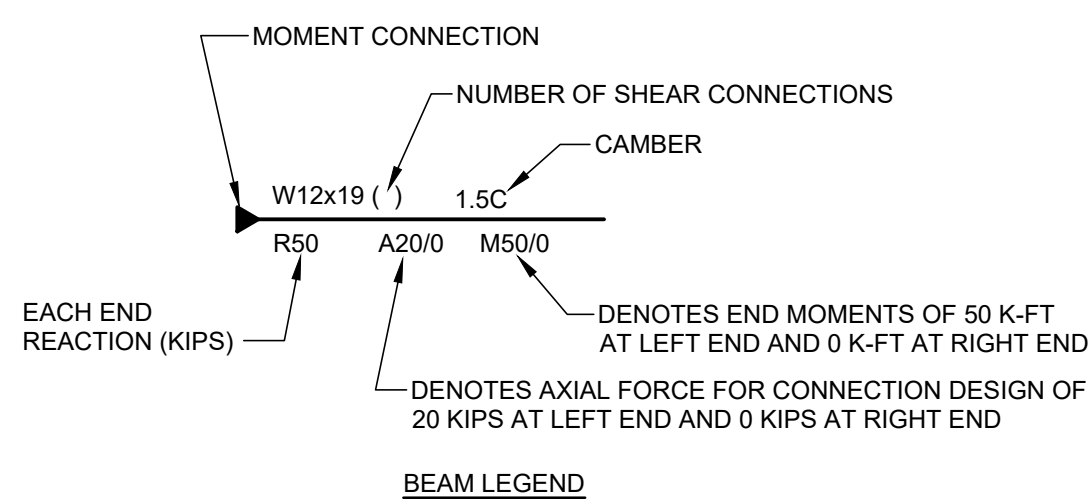 MOMENT CONNECTION
NUMBER OF SHEAR CONNECTIONS
CAMBER
W12x19 ( ) 1.5C
R50 A20/0 M50/0
EACH END
REACTION (KIPS)
DENOTES END MOMENTS OF 50 K-FT
AT LEFT END AND 0 K-FT AT RIGHT END
DENOTES AXIAL FORCE FOR CONNECTION DESIGN OF
20 KIPS AT LEFT END AND 0 KIPS AT RIGHT END
BEAM LEGEND